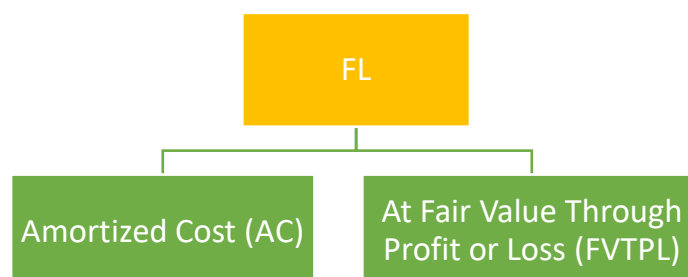 FL
Amortized Cost (AC)
At Fair Value Through
Profit or Loss (FVTPL)